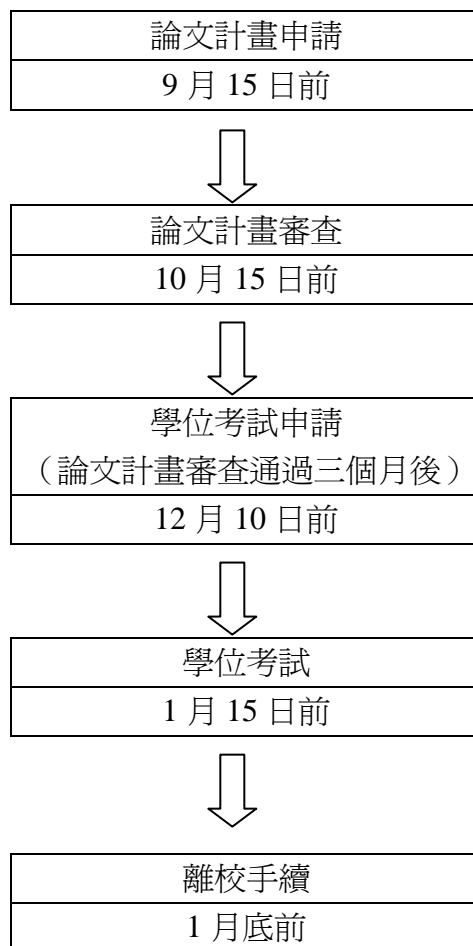 論文計畫申請
9 月 15 日前
論文計畫審查
10 月 15 日前
學位考試申請
（論文計畫審查通過三個月後）
12 月 10 日前
學位考試
1 月 15 日前
離校手續
1 月底前